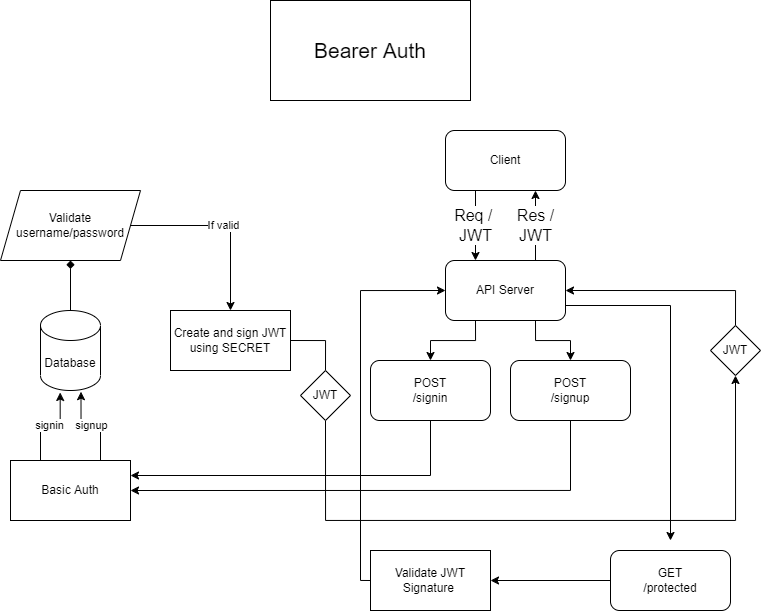 Bearer Auth
Client
Req /
JWT
Res /
JWT
Validate
username/password
If valid
API Server
Create and sign JWT
using SECRET
Database
JWT
JWT
POST
/signin
POST
/signup
signin
signup
Basic Auth
Validate JWT
Signature
GET
/protected